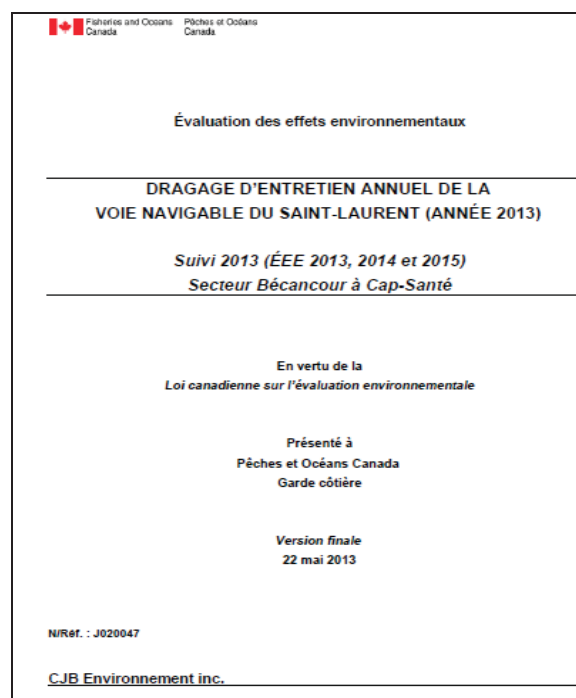 Fisheries and Oceans Pêches et Océans
Canada Canada
Évaluation des effets environnementaux
DRAGAGE D'ENTRETIEN ANNUEL DE LA
VOIE NAVIGABLE DU SAINT-LAURENT (ANNÉE 2013)
Suivi 2013 (ÉEE 2013, 2014 et 2015)
Secteur Bécancour à Cap-Santé
En vertu de la
Loi canadienne sur l'évaluation environnementale
Présenté à
Pêches et Océans Canada
Garde côtière
Version finale
22 mai 2013
N/Réf. : J020047
CJB Environnement inc.